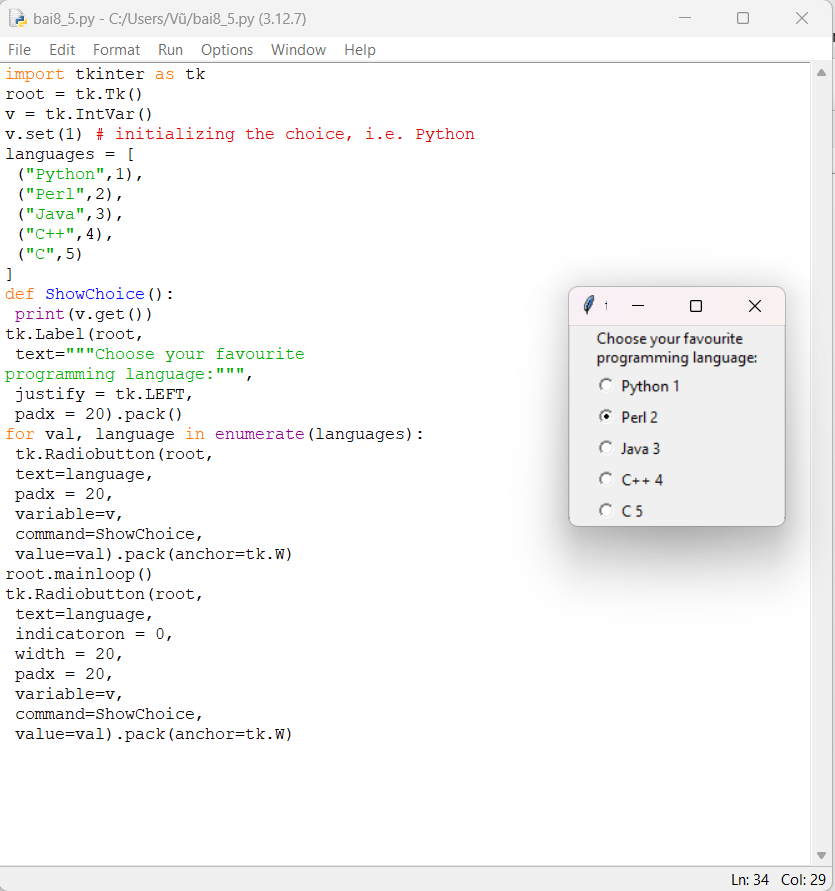 bai8_5.py - C:/Users/Vũ/bai8_5.py (3.12.7)
File Edit Format Run Options Window Help
import tkinter as tk
root = tk.Tk()
v = tk.IntVar()
v.set(1) # initializing the choice, i.e. Python
languages = [
 ("Python",1),
 ("Perl",2),
 ("Java",3),
 ("C++",4),
 ("C",5)
]
def ShowChoice():
 print(v.get())
tk.Label(root,
 text="""Choose your favourite
programming language:""",
 justify = tk.LEFT,
 padx = 20).pack()
for val, language in enumerate(languages):
 tk.Radiobutton(root,
 text=language,
 padx = 20,
 variable=v,
 command=ShowChoice,
 value=val).pack(anchor=tk.W)
root.mainloop()
tk.Radiobutton(root,
 text=language,
 indicatoron = 0,
 width = 20,
 padx = 20,
 variable=v,
 command=ShowChoice,
 value=val).pack(anchor=tk.W)
Choose your favourite
programming language:
Python 1
Perl 2
Java 3
C++ 4
C 5
Ln: 34 Col: 29